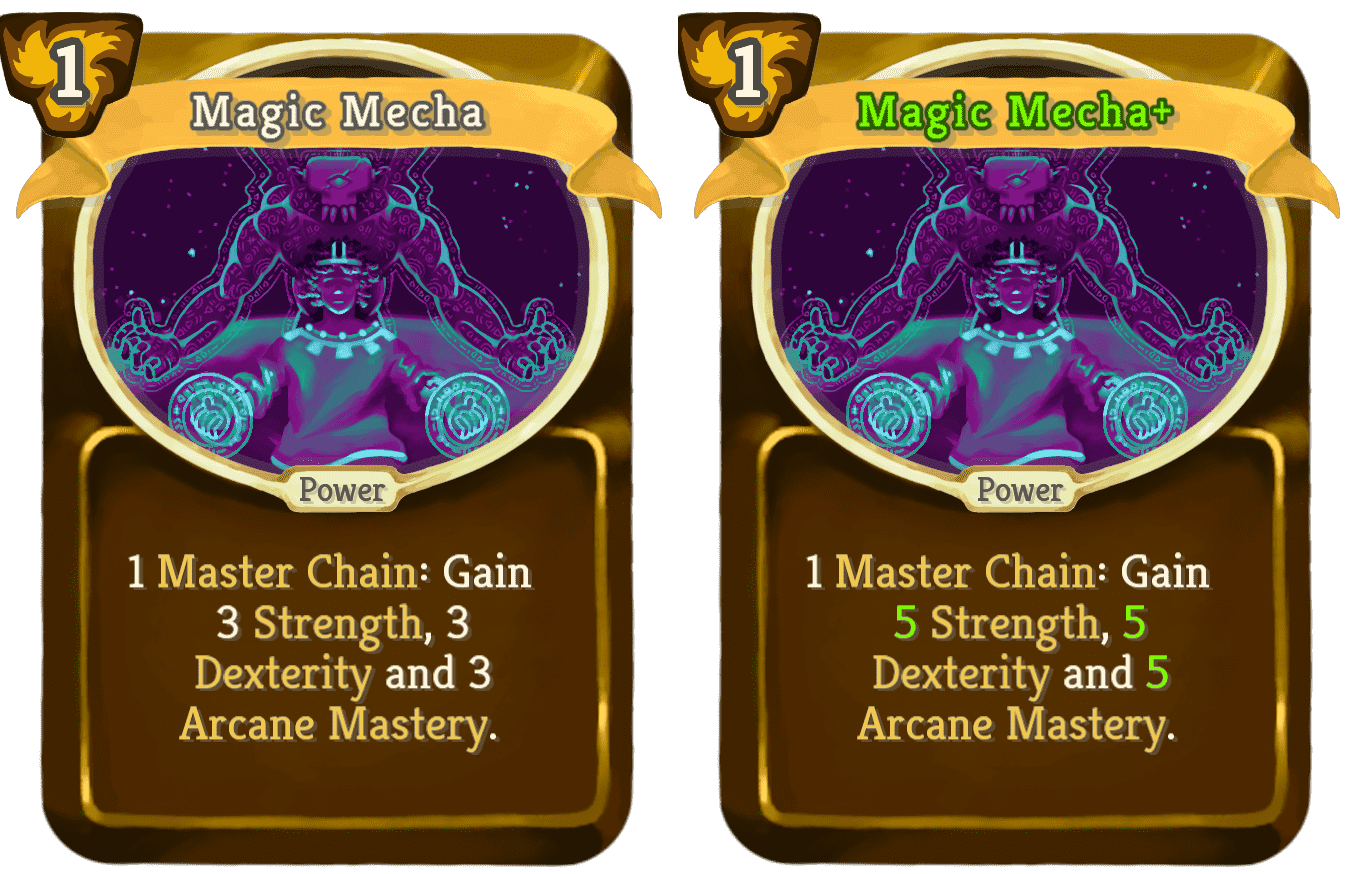 1
Magic Mecha
Power
1 Master Chain: Gain
3 Strength, 3
Dexterity and 3
Arcane Mastery.
1
Magic Mecha+
Power
1 Master Chain: Gain
5 Strength, 5
Dexterity and 5
Arcane Mastery.